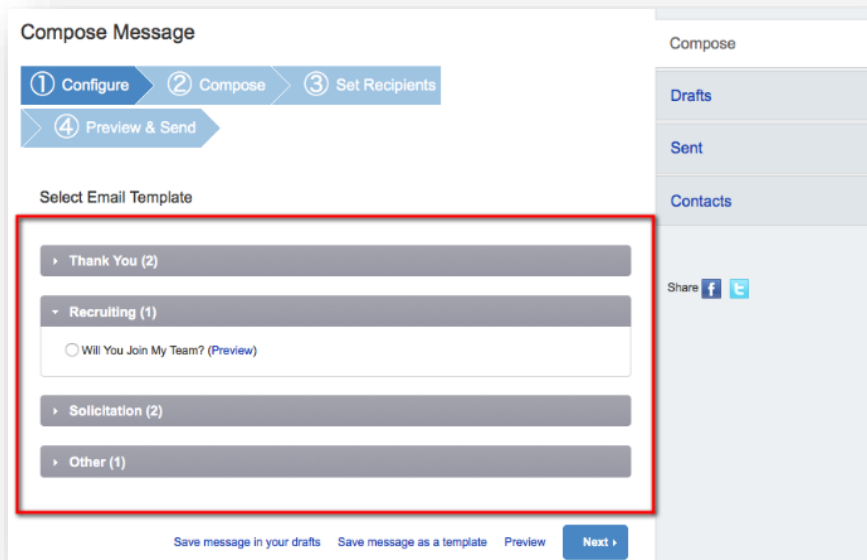 Compose Message
① Configure
② Compose
③ Set Recipients
④ Preview & Send
Select Email Template
Thank You (2)
Recruiting (1)
Will You Join My Team? (Preview)
Solicitation (2)
Other (1)
Save message in your drafts Save message as a template Preview Next
Compose
Drafts
Sent
Contacts
Share f t